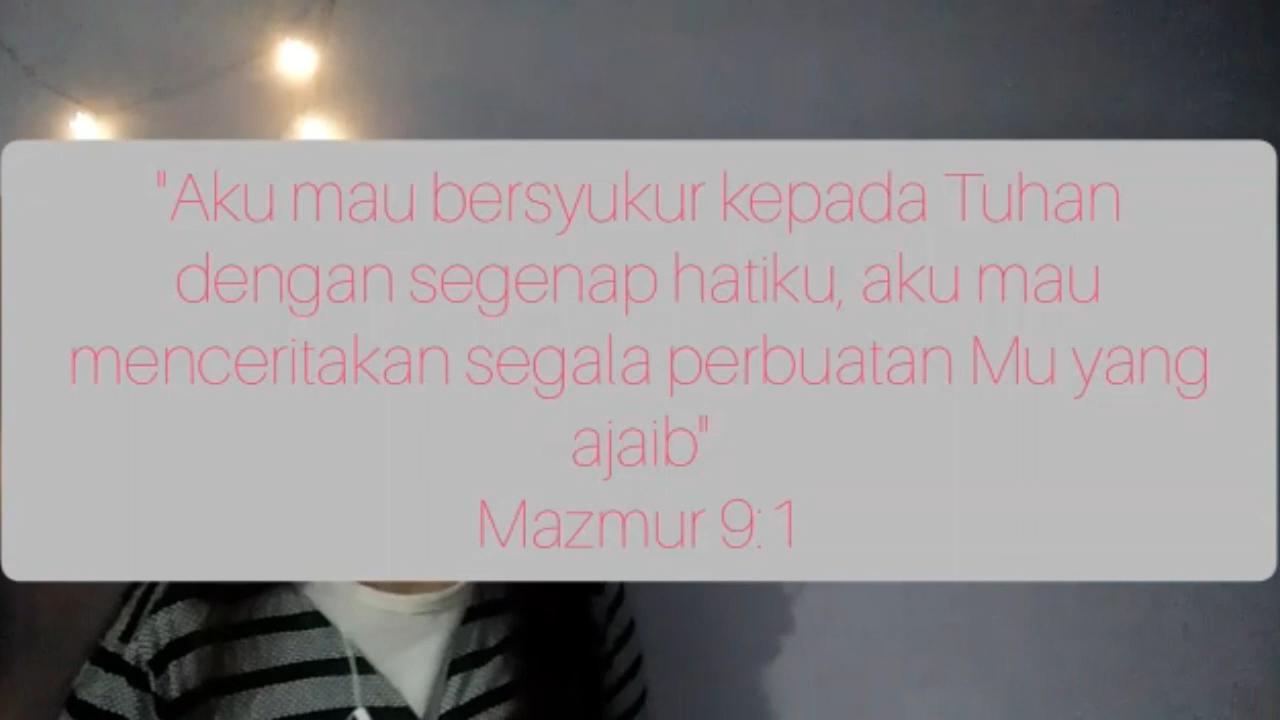 "Aku mau bersyukur kepada Tuhan
dengan segenap hatiku, aku mau
menceritakan segala perbuatan Mu yang
ajaib"
Mazmur 9:1